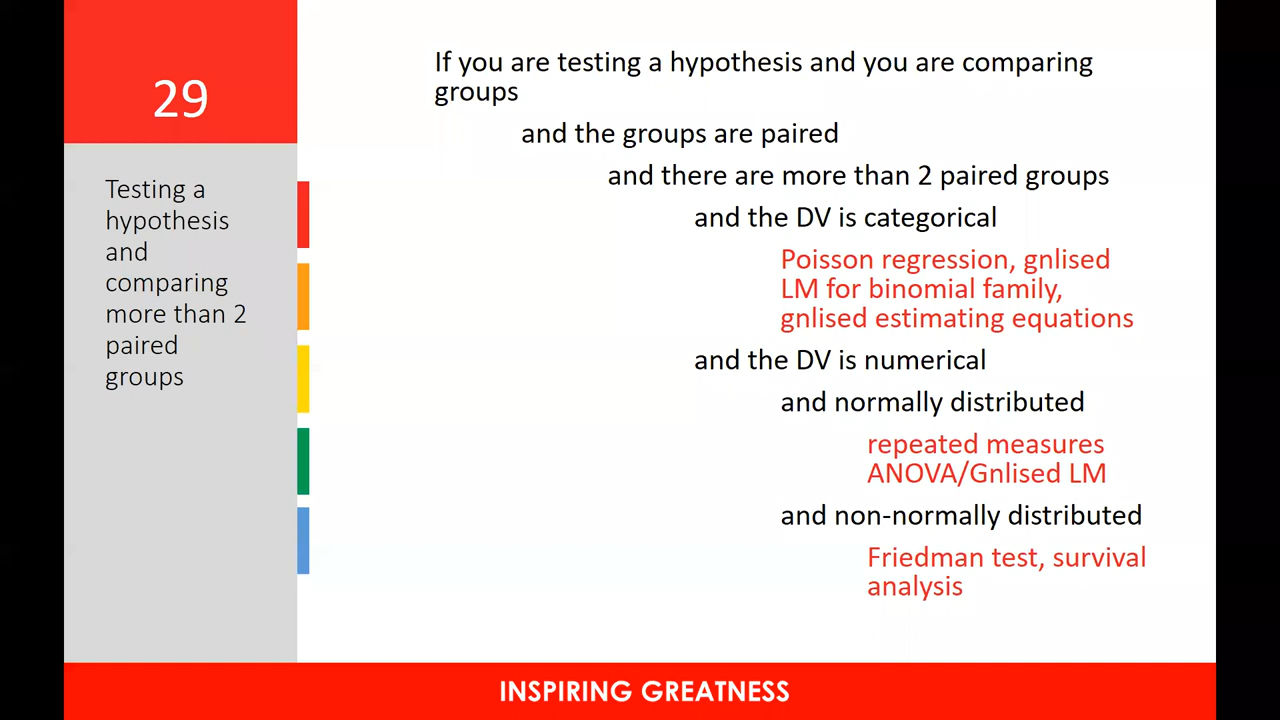 29
Testing a
hypothesis
and
comparing
more than 2
paired
groups
If you are testing a hypothesis and you are comparing
groups
and the groups are paired
and there are more than 2 paired groups
and the DV is categorical
Poisson regression, gnlised
LM for binomial family,
gnlised estimating equations
and the DV is numerical
and normally distributed
repeated measures
ANOVA/Gnlised LM
and non-normally distributed
Friedman test, survival
analysis
INSPIRING GREATNESS